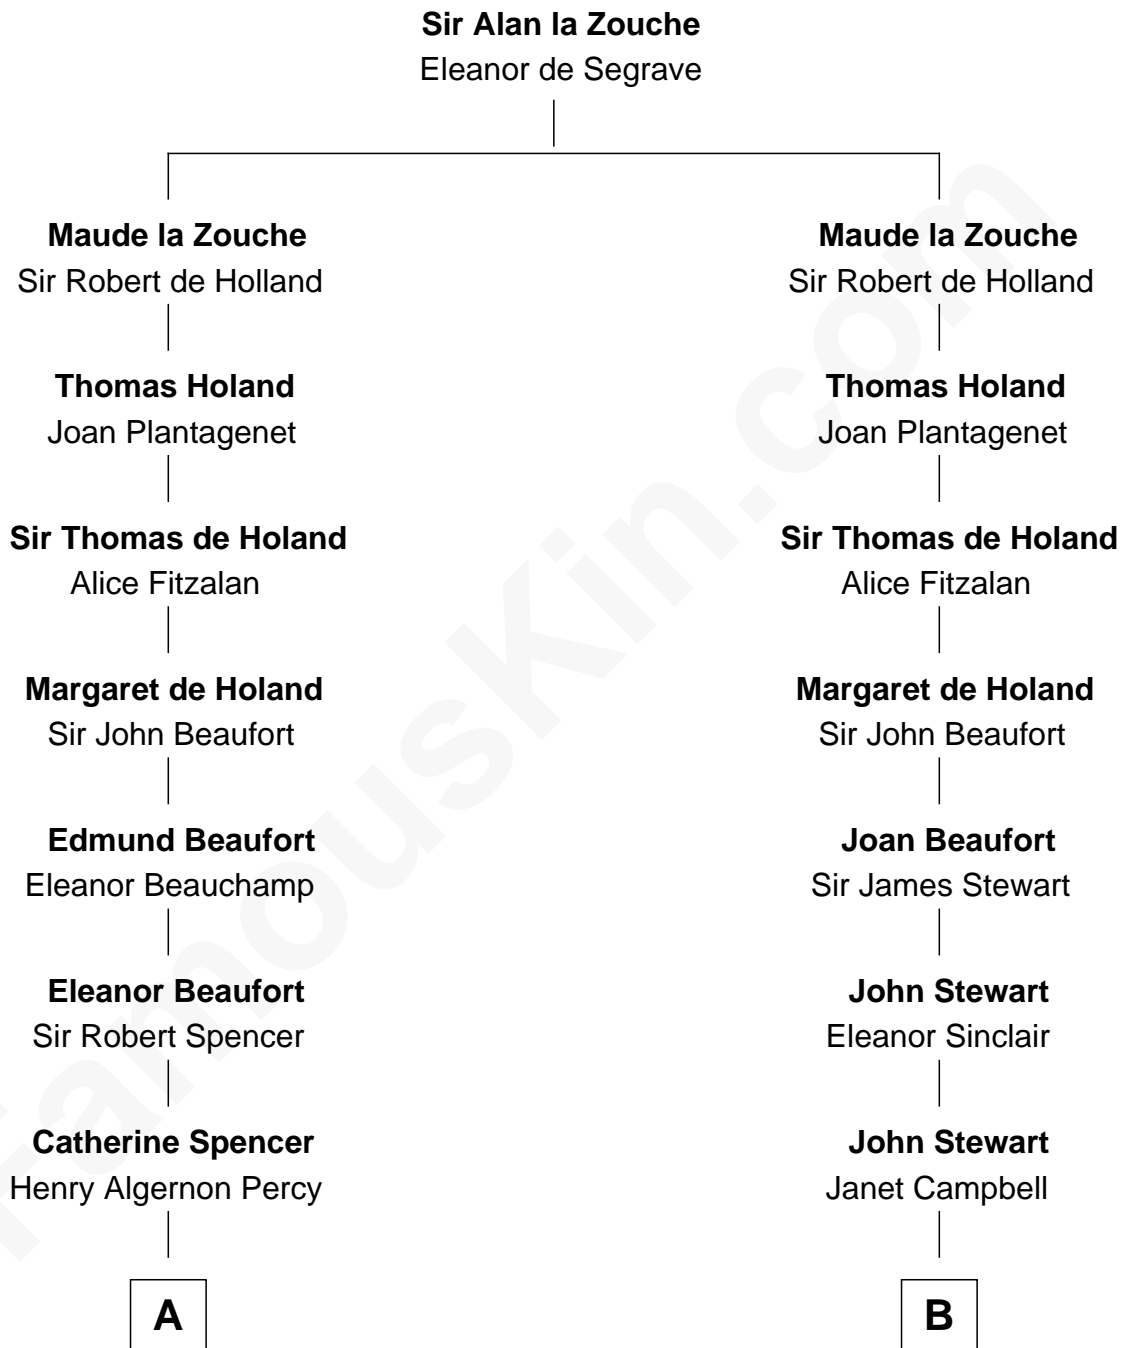 Sir Alan la Zouche
Eleanor de Segrave
Maude la Zouche
Sir Robert de Holland
Maude la Zouche
Sir Robert de Holland
Thomas Holand
Joan Plantagenet
Thomas Holand
Joan Plantagenet
Sir Thomas de Holand
Alice Fitzalan
Sir Thomas de Holand
Alice Fitzalan
Margaret de Holand
Sir John Beaufort
Margaret de Holand
Sir John Beaufort
Edmund Beaufort
Eleanor Beauchamp
Joan Beaufort
Sir James Stewart
Eleanor Beaufort
Sir Robert Spencer
John Stewart
Eleanor Sinclair
Catherine Spencer
Henry Algernon Percy
John Stewart
Janet Campbell
A
B
FamousKin.com